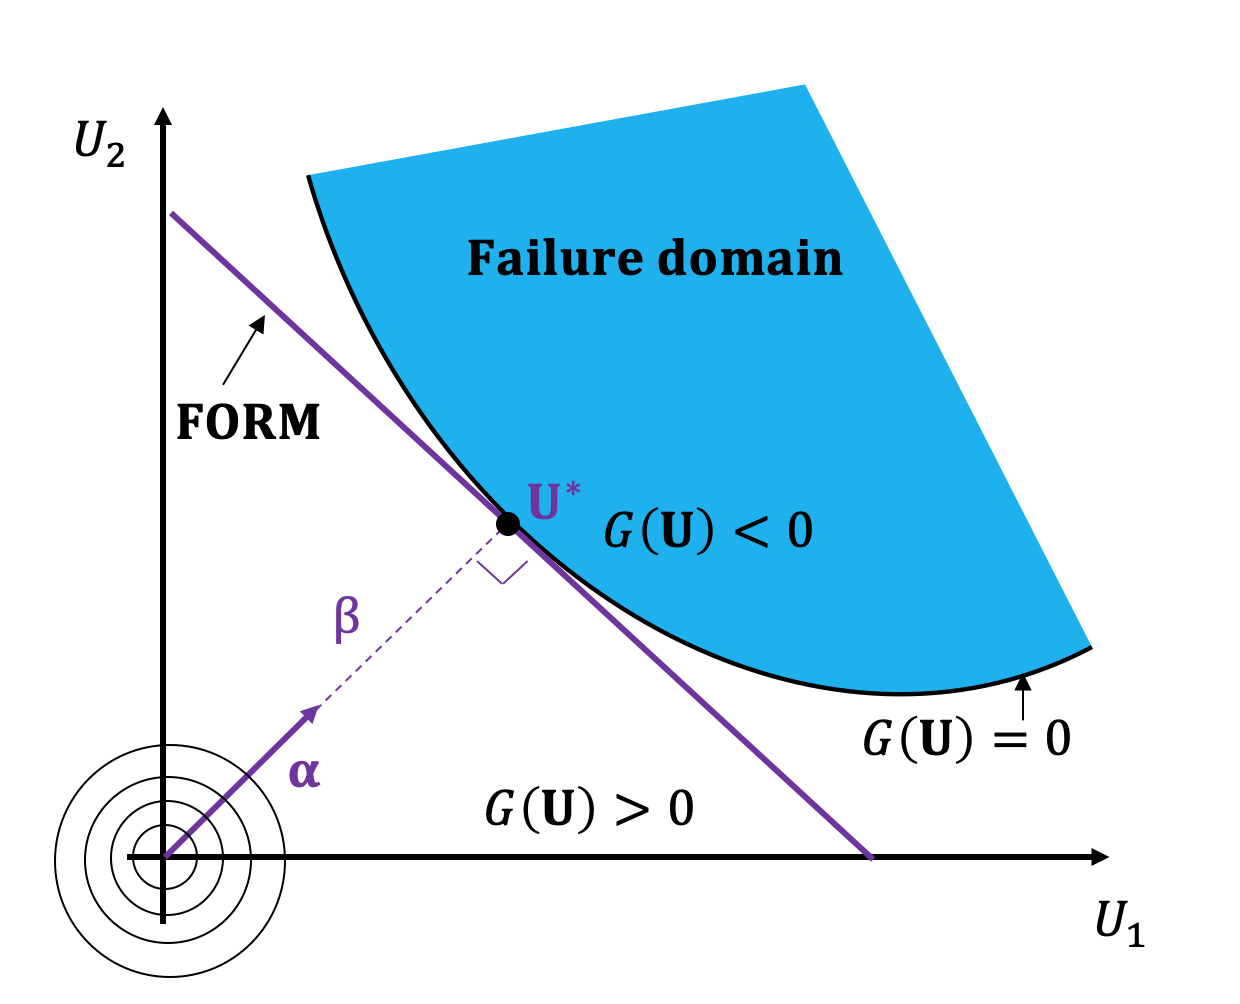 U₂
Failure domain
FORM
U*
G(U) < 0
β
G(U) = 0
α
G(U) > 0
U₁